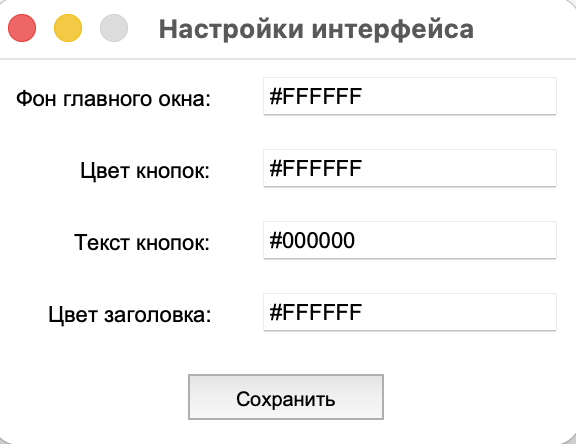 Настройки интерфейса
Фон главного окна: #FFFFFF
Цвет кнопок: #FFFFFF
Текст кнопок: #000000
Цвет заголовка: #FFFFFF
Сохранить